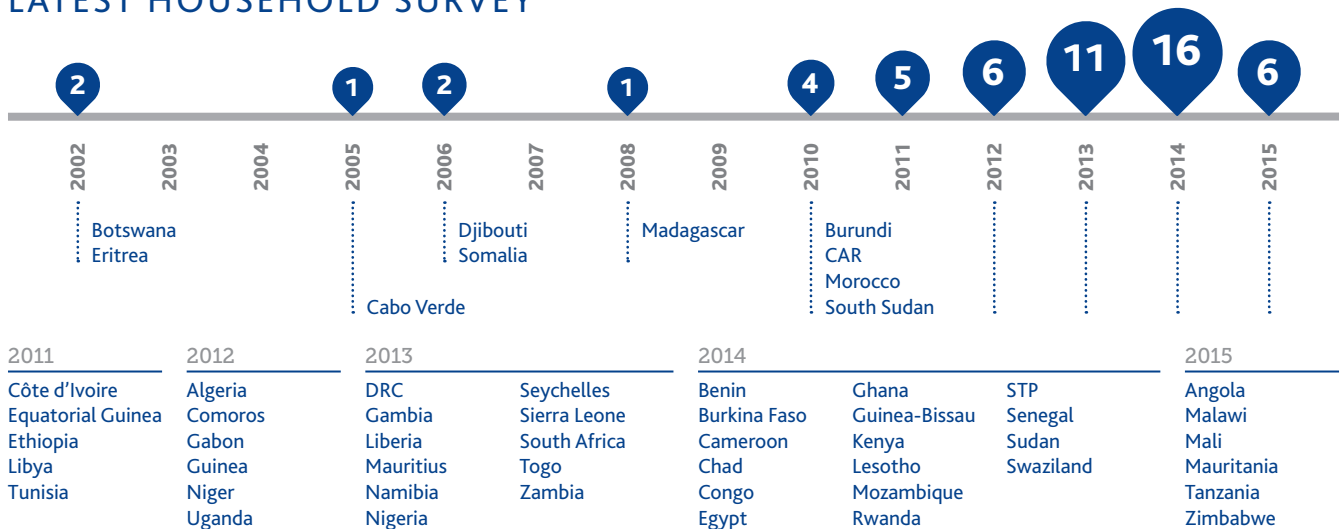 LATEST HOUSEHOLD SURVEY
2 1 2 1 4 5 6 11 16 6
2002 2003 2004 2005 2006 2007 2008 2009 2010 2011 2012 2013 2014 2015
Botswana
Eritrea
Cabo Verde
Djibouti
Somalia
Madagascar
Burundi
CAR
Morocco
South Sudan
2011
Côte d'Ivoire
Equatorial Guinea
Ethiopia
Libya
Tunisia
2012
Algeria
Comoros
Gabon
Guinea
Niger
Uganda
2013
DRC
Gambia
Liberia
Mauritius
Namibia
Nigeria
Seychelles
Sierra Leone
South Africa
Togo
Zambia
2014
Benin
Burkina Faso
Cameroon
Chad
Congo
Egypt
Ghana
Guinea-Bissau
Kenya
Lesotho
Mozambique
Rwanda
STP
Senegal
Sudan
Swaziland
2015
Angola
Malawi
Mali
Mauritania
Tanzania
Zimbabwe